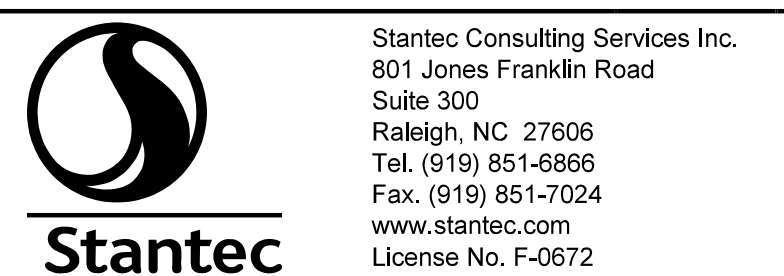 Stantec
Stantec Consulting Services Inc.
801 Jones Franklin Road
Suite 300
Raleigh, NC  27606
Tel. (919) 851-6866
Fax. (919) 851-7024
www.stantec.com
License No. F-0672